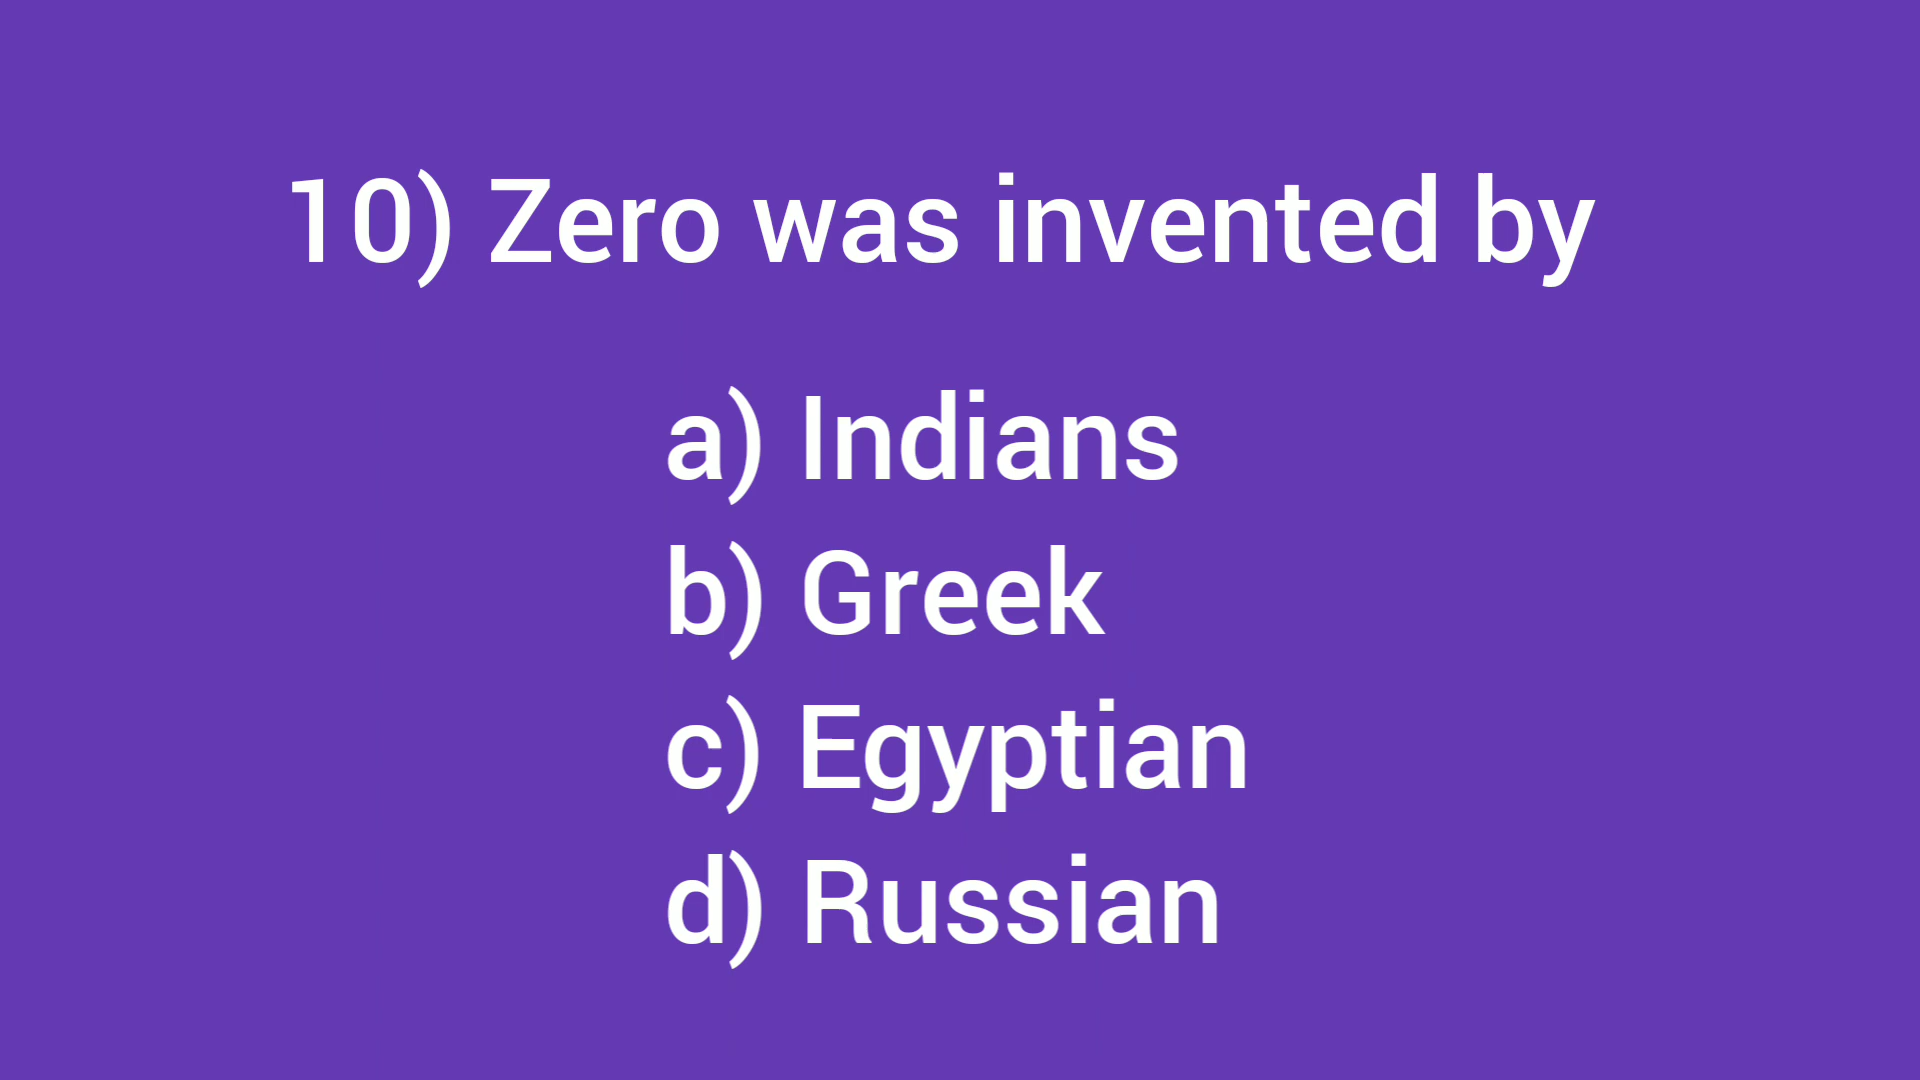 10) Zero was invented by
a) Indians
b) Greek
c) Egyptian
d) Russian